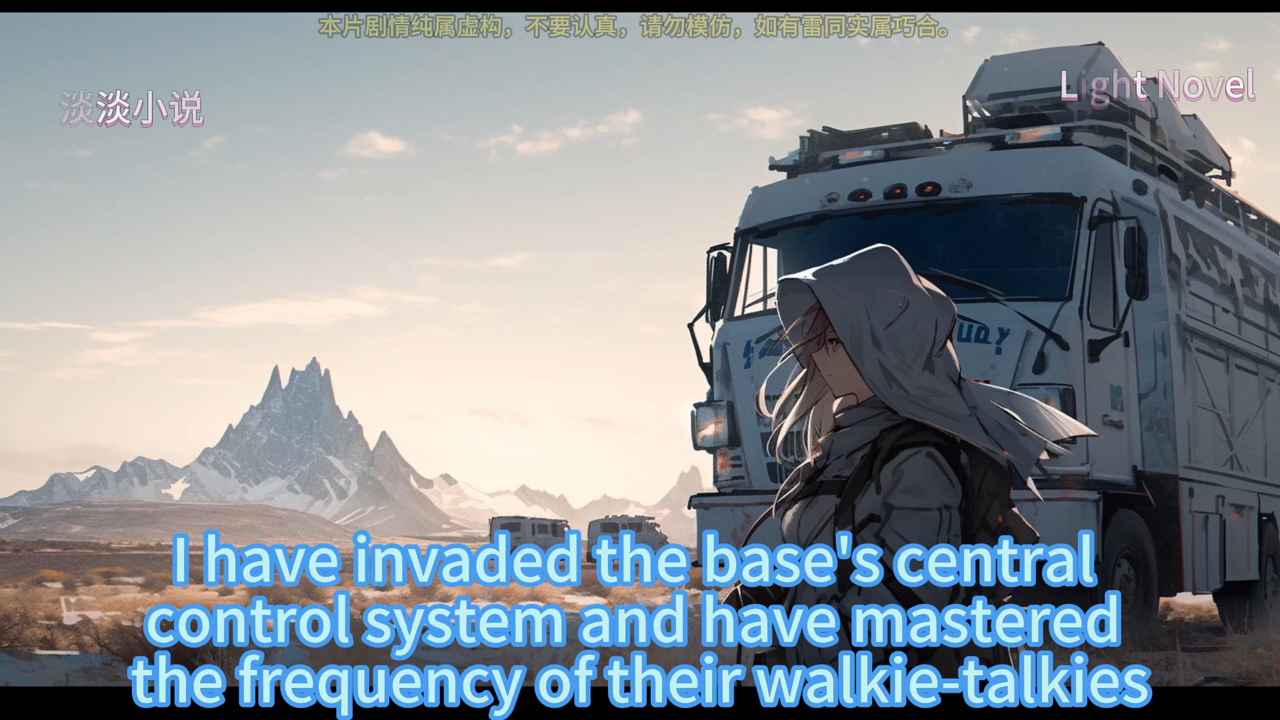 本片剧情纯属虚构，不要认真，请勿模仿，如有雷同实属巧合。
淡淡小说
Light Novel
I have invaded the base's central
control system and have mastered
the frequency of their walkie-talkies